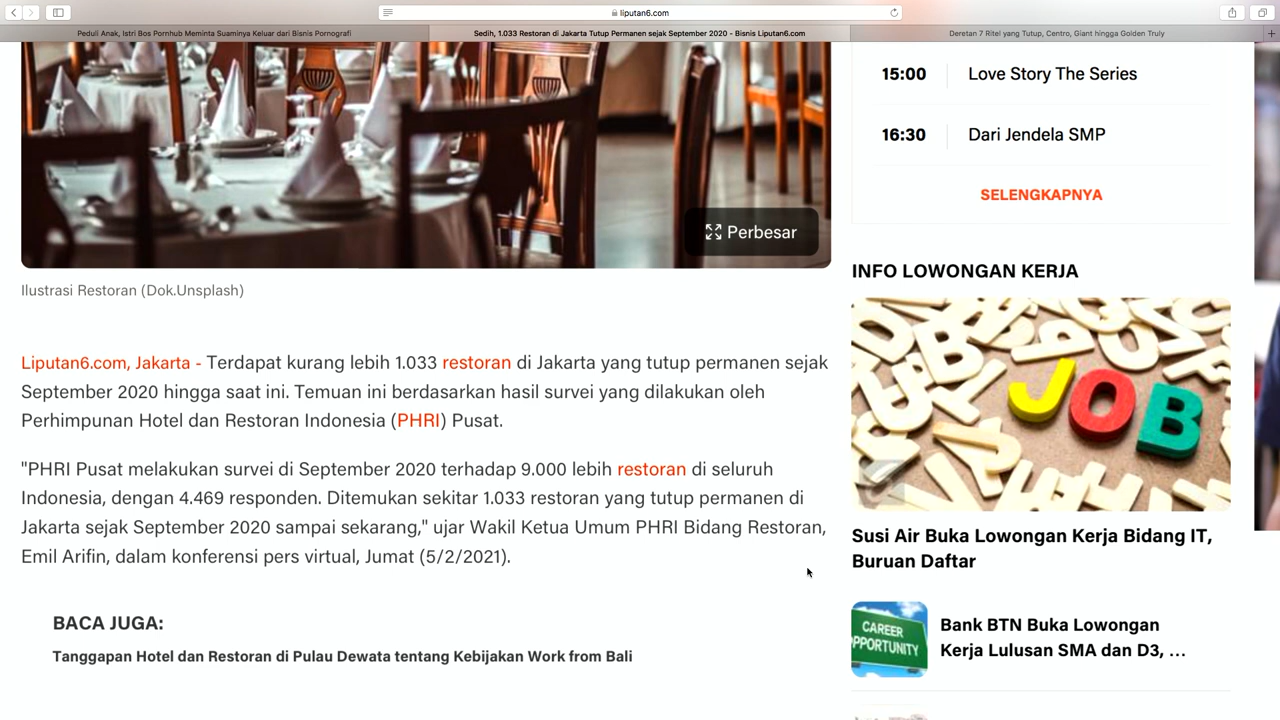 liputan6.com
Peduli Anak, Istri Bos Pornhub Meminta Suaminya Keluar dari Bisnis Pornografi
Sedih, 1.033 Restoran di Jakarta Tutup Permanen sejak September 2020 - Bisnis Liputan6.com
Deretan 7 Ritel yang Tutup, Centro, Giant hingga Golden Truly
Perbesar
Ilustrasi Restoran (Dok.Unsplash)
Liputan6.com, Jakarta - Terdapat kurang lebih 1.033 restoran di Jakarta yang tutup permanen sejak
September 2020 hingga saat ini. Temuan ini berdasarkan hasil survei yang dilakukan oleh
Perhimpunan Hotel dan Restoran Indonesia (PHRI) Pusat.
"PHRI Pusat melakukan survei di September 2020 terhadap 9.000 lebih restoran di seluruh
Indonesia, dengan 4.469 responden. Ditemukan sekitar 1.033 restoran yang tutup permanen di
Jakarta sejak September 2020 sampai sekarang," ujar Wakil Ketua Umum PHRI Bidang Restoran,
Emil Arifin, dalam konferensi pers virtual, Jumat (5/2/2021).
BACA JUGA:
Tanggapan Hotel dan Restoran di Pulau Dewata tentang Kebijakan Work from Bali
15:00 Love Story The Series
16:30 Dari Jendela SMP
SELENGKAPNYA
INFO LOWONGAN KERJA
JOB
Susi Air Buka Lowongan Kerja Bidang IT,
Buruan Daftar
CAREER
OPPORTUNITY
Bank BTN Buka Lowongan
Kerja Lulusan SMA dan D3, ...